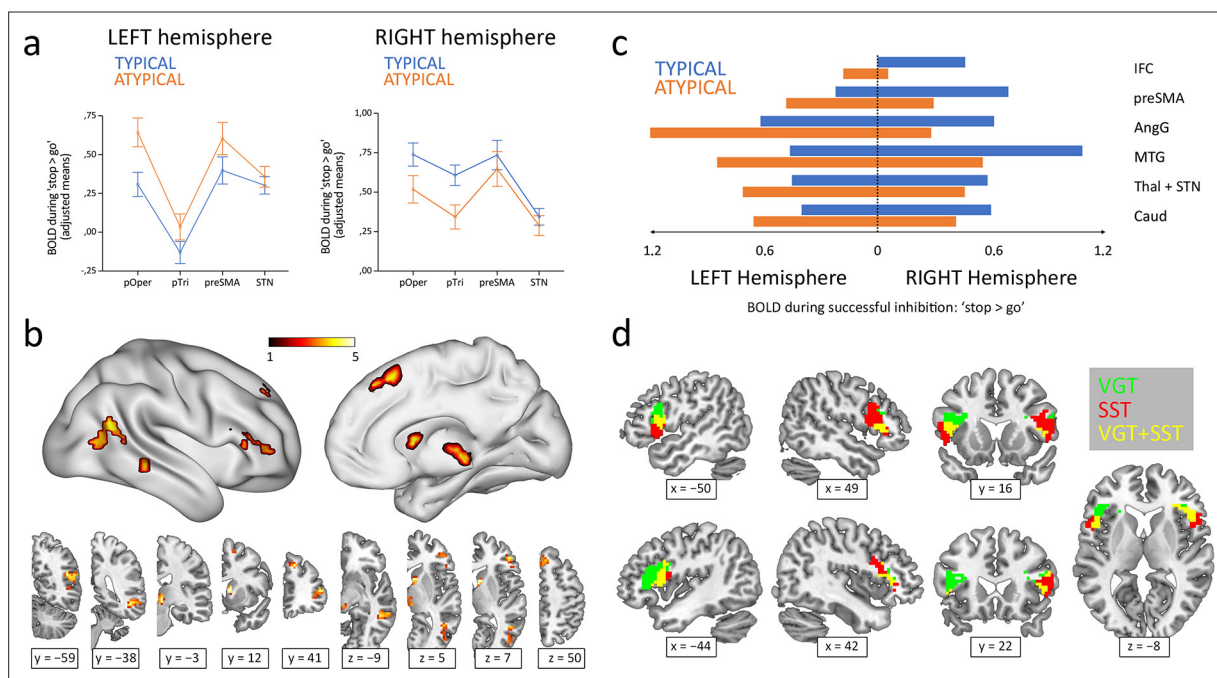 a
LEFT hemisphere
TYPICAL
ATYPICAL
BOLD during 'stop > go'
(adjusted means)
,75
,50
,25
,00
-,25
pOper
pTri
preSMA
STN
RIGHT hemisphere
TYPICAL
ATYPICAL
BOLD during 'stop > go'
(adjusted means)
1,00
,75
,50
,25
,00
pOper
pTri
preSMA
STN
c
TYPICAL
ATYPICAL
IFC
preSMA
AngG
MTG
Thal + STN
Caud
1.2
0.6
0
0.6
1.2
LEFT Hemisphere
RIGHT Hemisphere
BOLD during successful inhibition: 'stop > go'
b
1
5
y = −59
y = −38
y = −3
y = 12
y = 41
z = −9
z = 5
z = 7
z = 50
d
VGT
SST
VGT+SST
x = −50
x = 49
y = 16
x = −44
x = 42
y = 22
z = −8